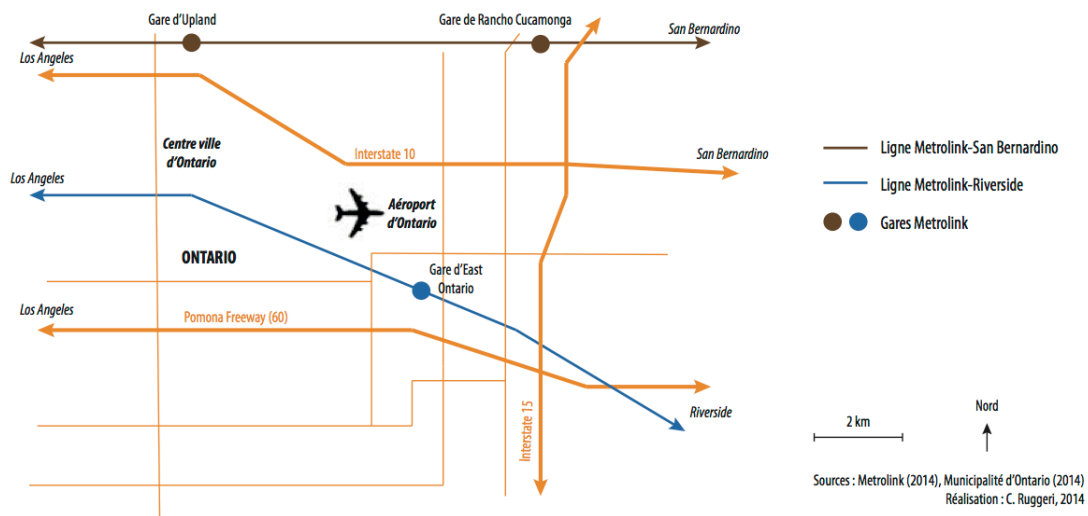 Gare d'Upland
Gare de Rancho Cucamonga
San Bernardino
Los Angeles
Centre ville
d'Ontario
Interstate 10
San Bernardino
Los Angeles
Aéroport
d'Ontario
ONTARIO
Gare d'East
Ontario
Los Angeles
Pomona Freeway (60)
Riverside
Interstate 15
Ligne Metrolink-San Bernardino
Ligne Metrolink-Riverside
Gares Metrolink
2 km
Nord
Sources : Metrolink (2014), Municipalité d'Ontario (2014)
Réalisation : C. Ruggeri, 2014